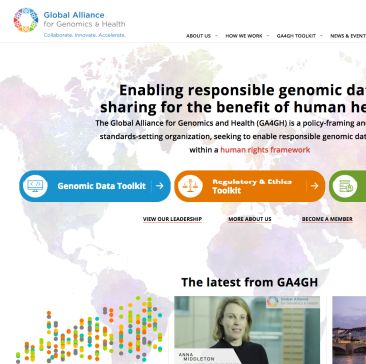 Global Alliance
for Genomics & Health
Collaborate. Innovate. Accelerate.
ABOUT US HOW WE WORK GA4GH TOOLKIT NEWS & EVENT
Enabling responsible genomic dat
sharing for the benefit of human he
The Global Alliance for Genomics and Health (GA4GH) is a policy-framing an
standards-setting organization, seeking to enable responsible genomic dat
within a human rights framework
Genomic Data Toolkit
Regulatory & Ethics
Toolkit
VIEW OUR LEADERSHIP MORE ABOUT US BECOME A MEMBER
The latest from GA4GH
Global Alliance
for Genomics & Health
ANNA
MIDDLETON